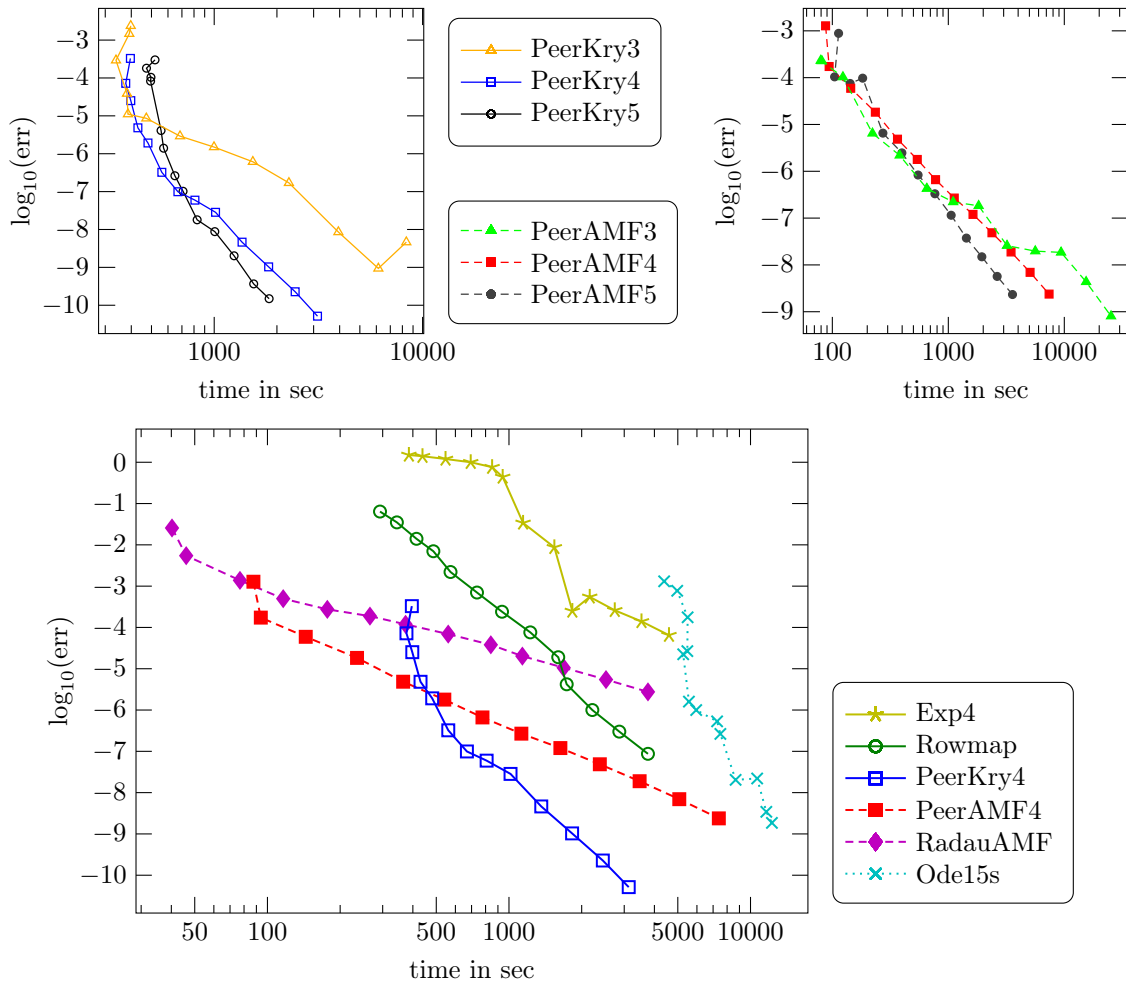 −3
−4
−5
−6
−7
−8
−9
−10
log10(err)
1000
10000
time in sec
PeerKry3
PeerKry4
PeerKry5
PeerAMF3
PeerAMF4
PeerAMF5
−3
−4
−5
−6
−7
−8
−9
log10(err)
100
1000
10000
time in sec
0
−1
−2
−3
−4
−5
−6
−7
−8
−9
−10
log10(err)
50
100
500
1000
5000
10000
time in sec
Exp4
Rowmap
PeerKry4
PeerAMF4
RadauAMF
Ode15s